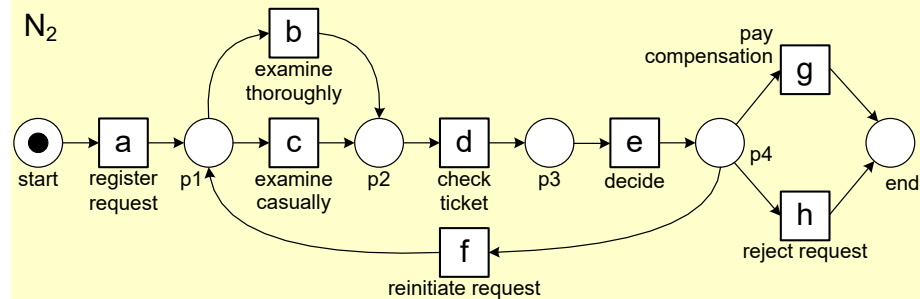 N₂
b
examine
thoroughly
pay
compensation
g
start
a
register
request
p1
c
examine
casually
p2
d
check
ticket
p3
e
decide
p4
end
h
reject request
f
reinitiate request